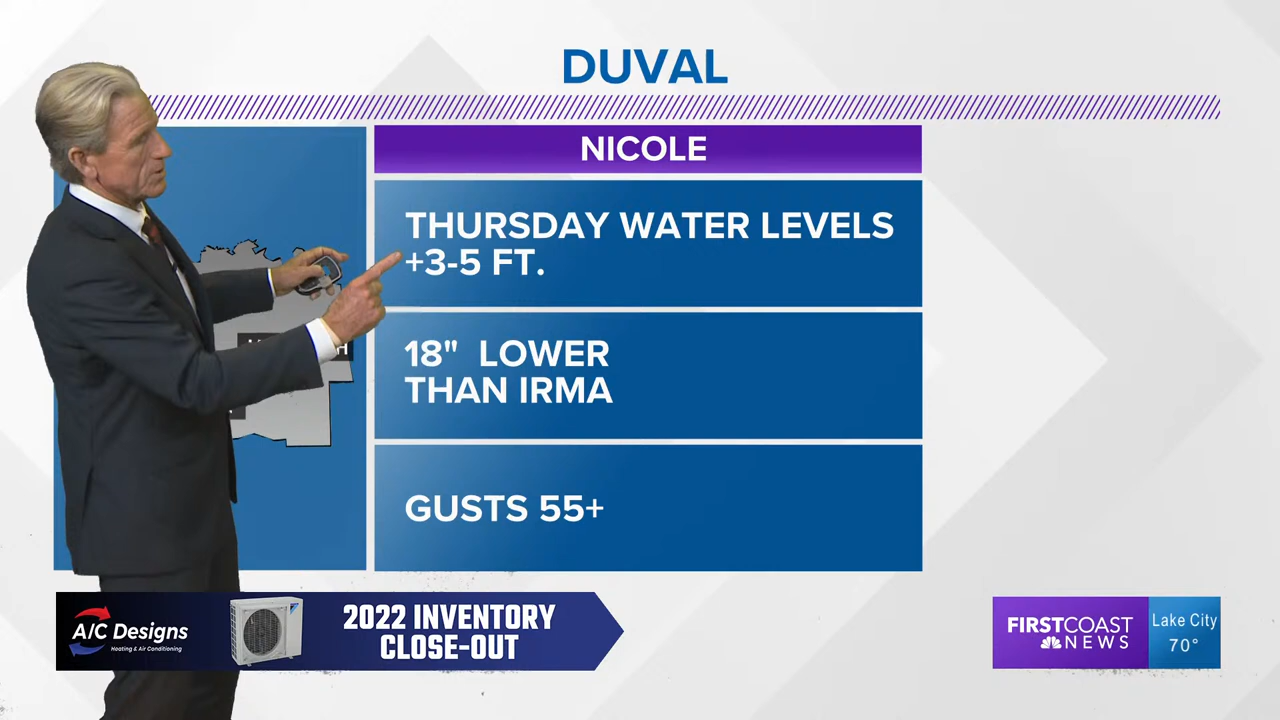 DUVAL
NICOLE
THURSDAY WATER LEVELS
+3-5 FT.
18" LOWER
THAN IRMA
GUSTS 55+
A/C Designs
Heating & Air Conditioning
2022 INVENTORY
CLOSE-OUT
FIRSTCOAST
NEWS
Lake City
70°